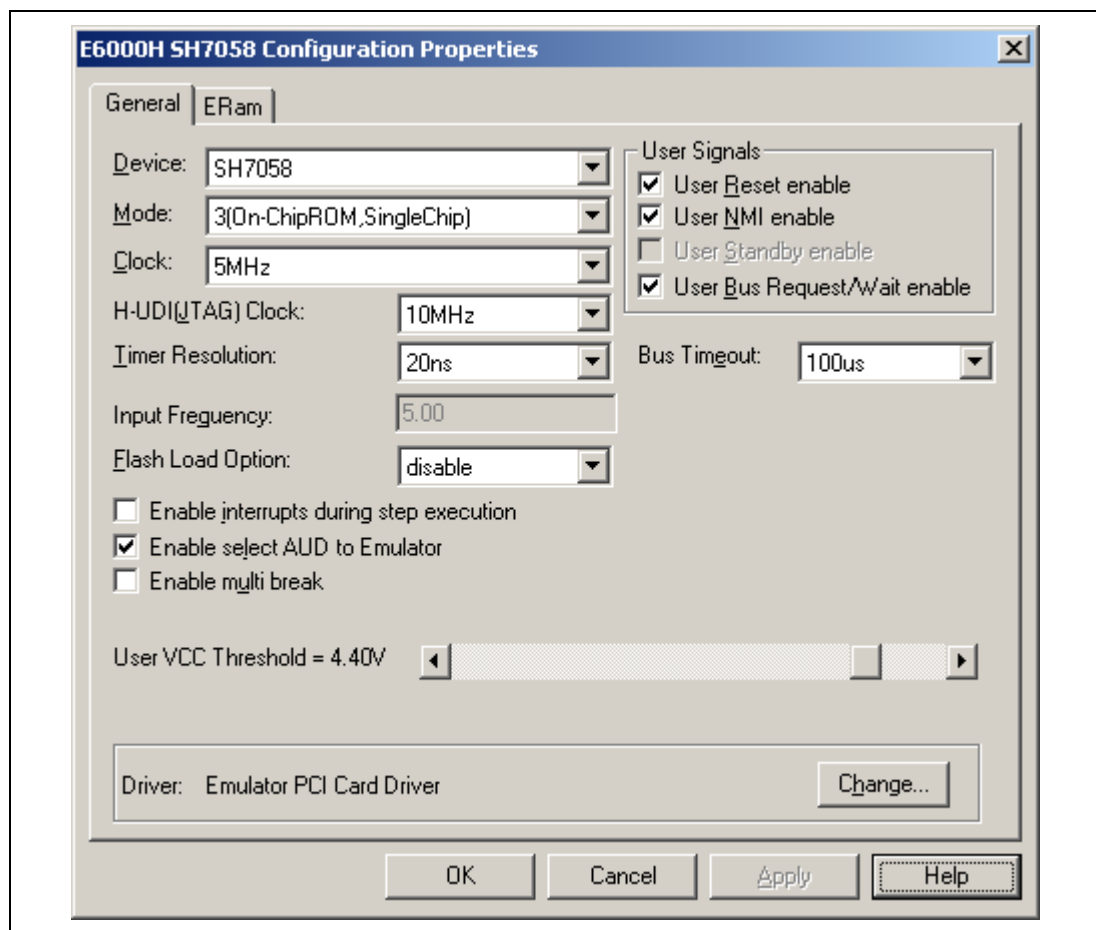 E6000H SH7058 Configuration Properties
General
ERam
Device:
SH7058
Mode:
3(On-ChipROM,SingleChip)
Clock:
5MHz
H-UDI(JTAG) Clock:
10MHz
Timer Resolution:
20ns
Input Freguency:
5.00
Flash Load Option:
disable
Enable interrupts during step execution
Enable select AUD to Emulator
Enable multi break
User Signals
User Reset enable
User NMI enable
User Standby enable
User Bus Request/Wait enable
Bus Timeout:
100us
User VCC Threshold = 4.40V
Driver: Emulator PCI Card Driver
Change...
OK
Cancel
Apply
Help